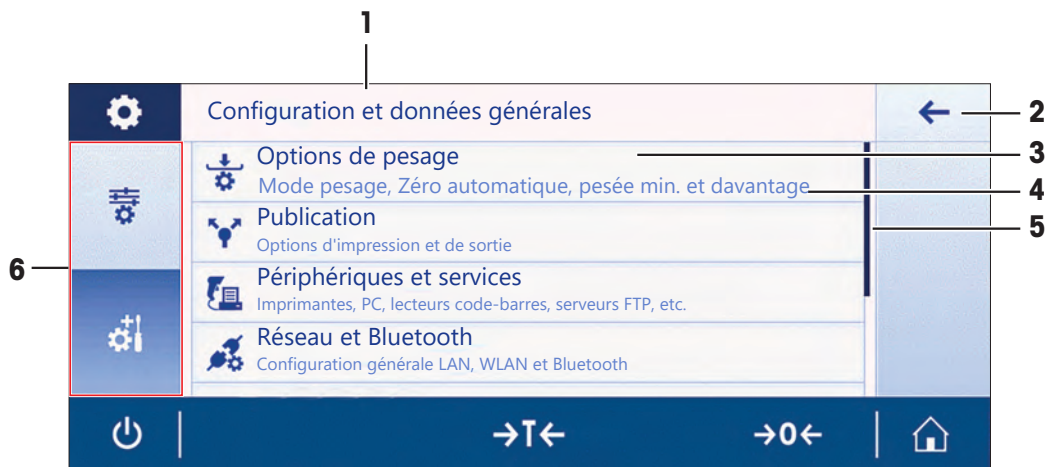 1
Configuration et données générales
2
Options de pesage
3
Mode pesage, Zéro automatique, pesée min. et davantage
4
Publication
5
Options d'impression et de sortie
6
Périphériques et services
Imprimantes, PC, lecteurs code-barres, serveurs FTP, etc.
Réseau et Bluetooth
Configuration générale LAN, WLAN et Bluetooth
→T←
→0←